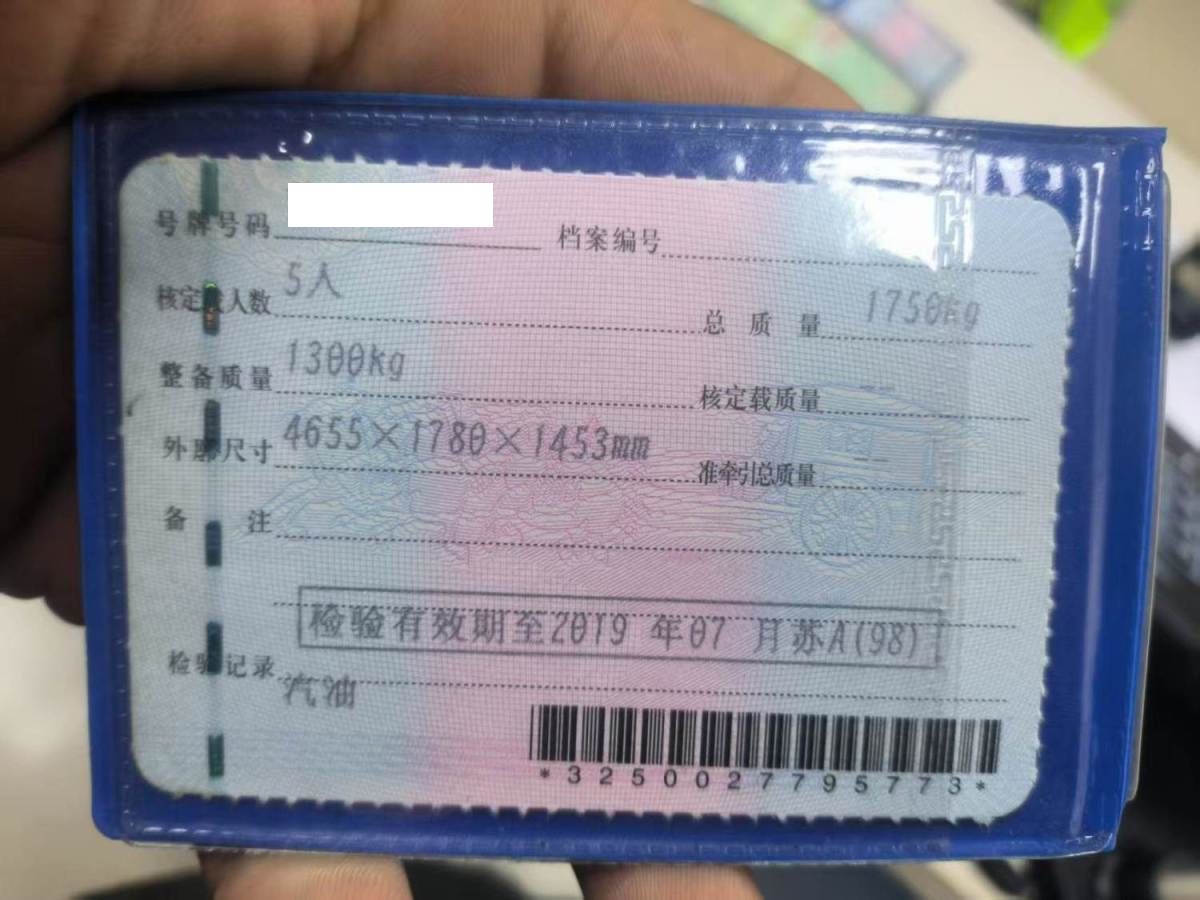 号牌号码 档案编号
核定载人数 5人 总质量 1750kg
整备质量 1300kg 核定载质量
外廓尺寸 4655×1780×1453mm 准牵引总质量
备注
检验有效期至2019 年07 月苏A(98)
检验记录 汽油
*3250027795773*